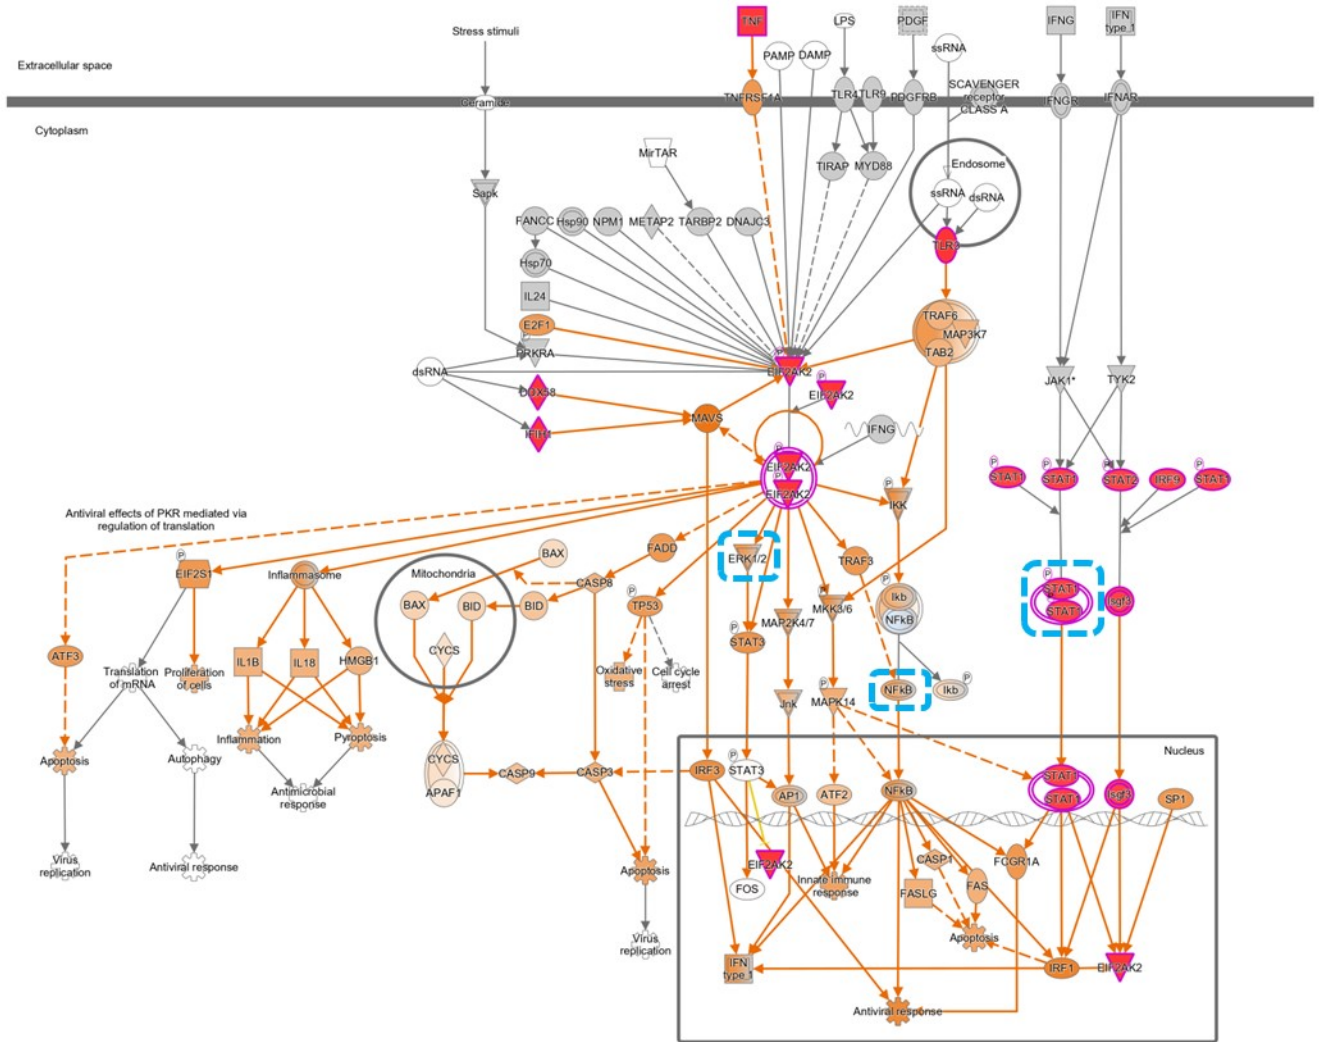 TNF
LPS
PDGF
IFNG
IFN
type 1
Stress stimuli
PAMP
DAMP
ssRNA
Extracellular space
SCAVENGER
receptor
CLASS A
Ceramide
TNFRSF1A
TLR4
TLR9
PDGFRB
IFNGR
IFNAR
Cytoplasm
MirTAR
TIRAP
MYD88
Endosome
ssRNA
dsRNA
Sapk
FANCC
Hsp90
NPM1
METAP2
TARBP2
DNAJC3
TLR3
Hsp70
IL24
E2F1
TRAF6
MAP3K7
TAB2
P
PRKRA
dsRNA
P
EIF2AK2
P
EIF2AK2
JAK1*
TYK2
DDX58
MAVS
IFIH1
IFNG
P
EIF2AK2
P
EIF2AK2
P
STAT1
P
STAT1
P
STAT2
IRF9
P
STAT1
P
IKK
Antiviral effects of PKR mediated via
regulation of translation
P
EIF2S1
Inflammasome
Mitochondria
BAX
FADD
ERK1/2
TRAF3
CASP8
BAX
BID
BID
P
TP53
MAP2K4/7
P
MKK3/6
P
Ikb
NFkB
P
STAT1
STAT1
Isgf3
ATF3
Translation
of mRNA
Proliferation
of cells
IL1B
IL18
HMGB1
CYCS
P
STAT3
Oxidative
stress
Cell cycle
arrest
Jnk
P
MAPK14
NFkB
Ikb
P
Apoptosis
Autophagy
Inflammation
Pyroptosis
Nucleus
CYCS
APAF1
CASP9
CASP3
IRF3
P
STAT3
AP1
ATF2
NFkB
STAT1
STAT1
Isgf3
SP1
Antimicrobial
response
Virus
replication
Antiviral response
Apoptosis
EIF2AK2
FOS
Innate immune
response
CASP1
FCGR1A
FASLG
FAS
Virus
replication
Apoptosis
IFN
type 1
IRF1
EIF2AK2
Antiviral response